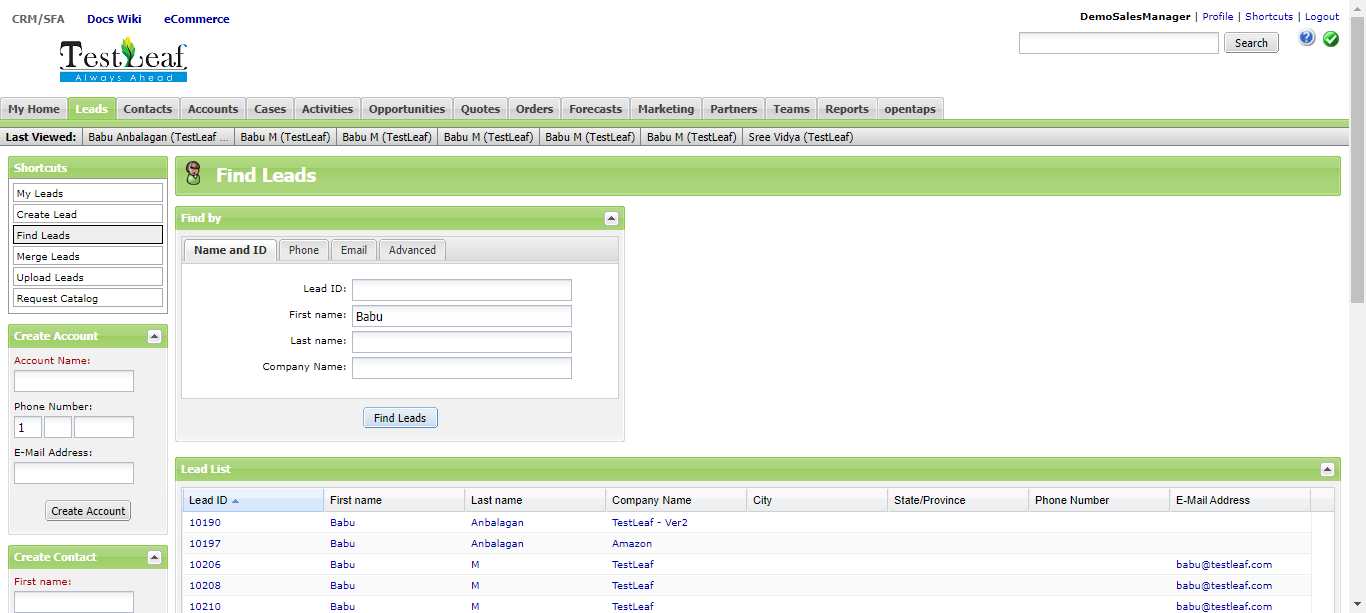 CRM/SFA Docs Wiki eCommerce
DemoSalesManager | Profile | Shortcuts | Logout
TestLeaf
Always Ahead
Search
My Home Leads Contacts Accounts Cases Activities Opportunities Quotes Orders Forecasts Marketing Partners Teams Reports opentaps
Last Viewed: Babu Anbalagan (TestLeaf ... Babu M (TestLeaf) Babu M (TestLeaf) Babu M (TestLeaf) Babu M (TestLeaf) Babu M (TestLeaf) Sree Vidya (TestLeaf)
Shortcuts
My Leads
Create Lead
Find Leads
Merge Leads
Upload Leads
Request Catalog
Create Account
Account Name:
Phone Number:
1
E-Mail Address:
Create Account
Create Contact
First name:
Find Leads
Find by
Name and ID Phone Email Advanced
Lead ID:
First name: Babu
Last name:
Company Name:
Find Leads
Lead List
Lead ID First name Last name Company Name City State/Province Phone Number E-Mail Address
10190 Babu Anbalagan TestLeaf - Ver2
10197 Babu Anbalagan Amazon
10206 Babu M TestLeaf babu@testleaf.com
10208 Babu M TestLeaf babu@testleaf.com
10210 Babu M TestLeaf babu@testleaf.com